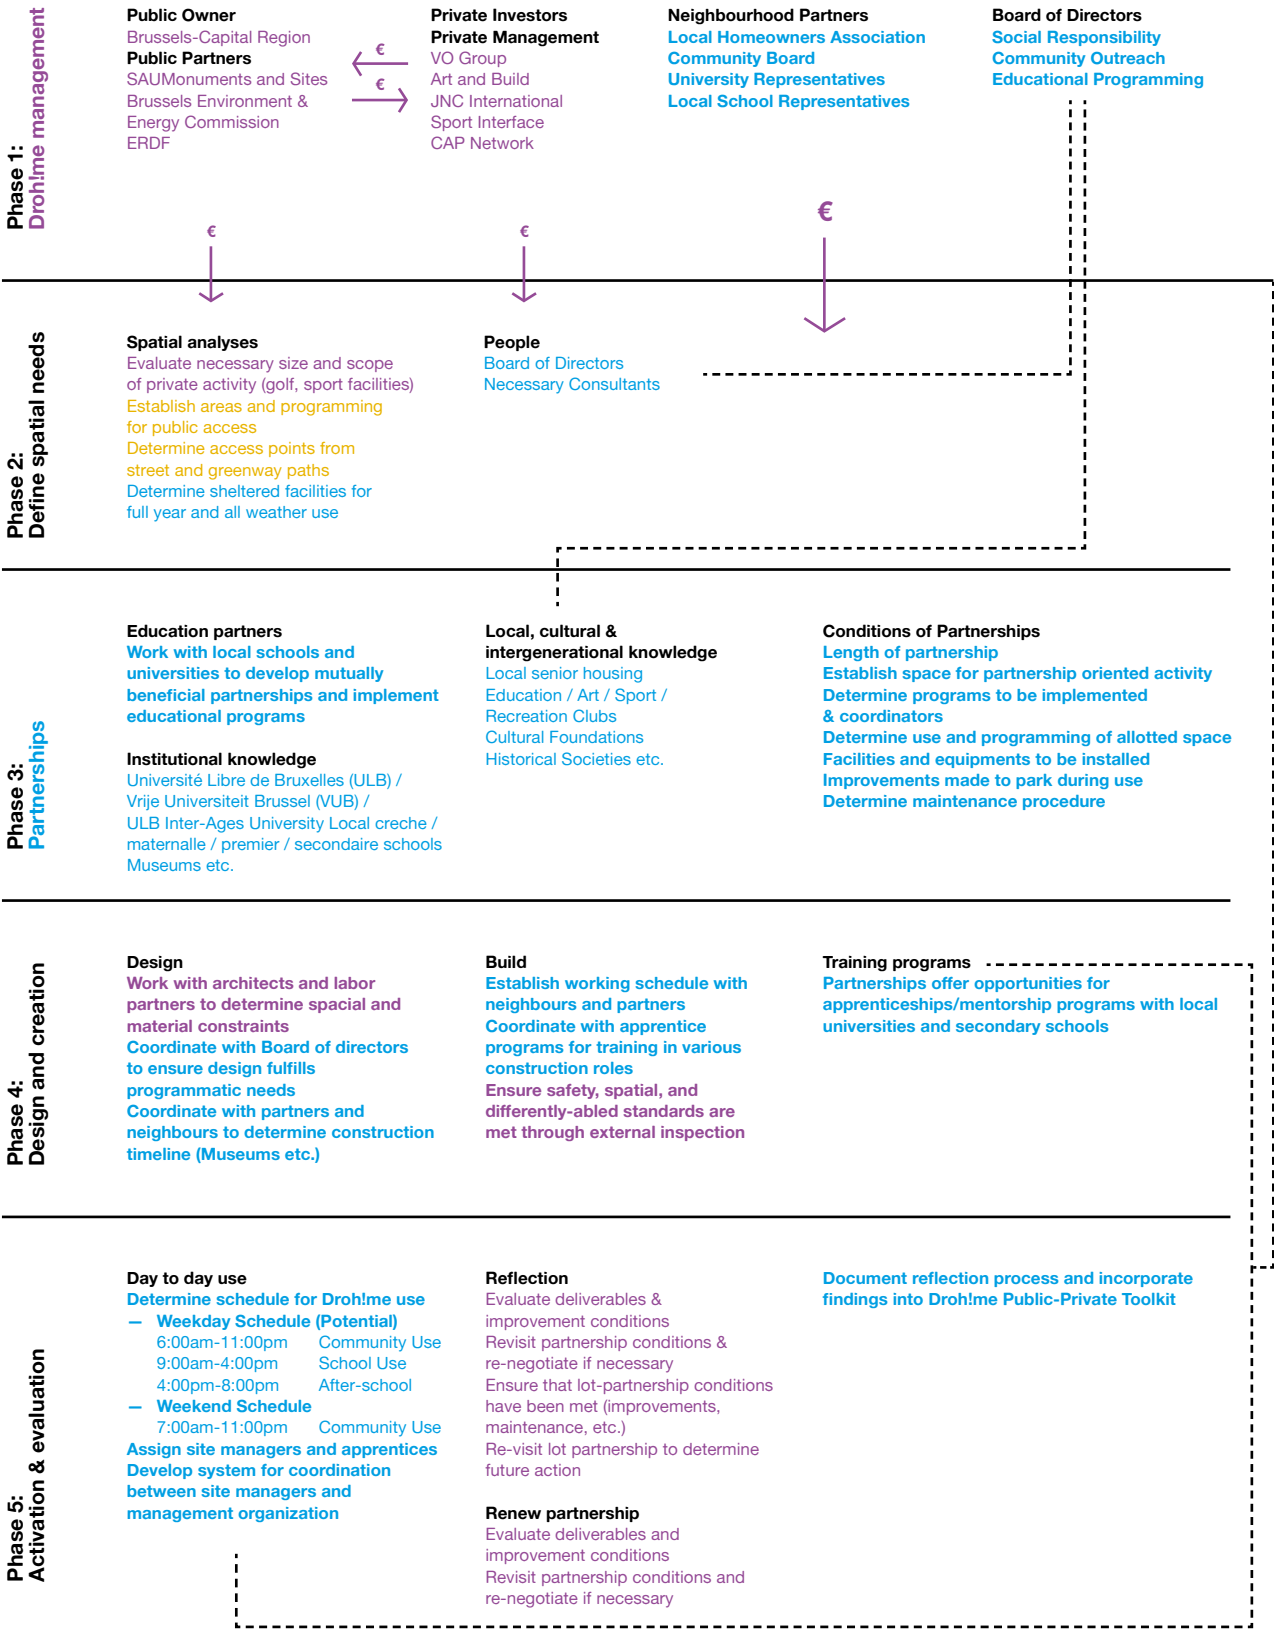 Phase 1:
Droh!me management
Public Owner
Brussels-Capital Region
Public Partners
SAUMonuments and Sites
Brussels Environment &
Energy Commission
ERDF
€
€
Private Investors
Private Management
VO Group
Art and Build
JNC International
Sport Interface
CAP Network
Neighbourhood Partners
Local Homeowners Association
Community Board
University Representatives
Local School Representatives
Board of Directors
Social Responsibility
Community Outreach
Educational Programming
€
€
€
Phase 2:
Define spatial needs
Spatial analyses
Evaluate necessary size and scope
of private activity (golf, sport facilities)
Establish areas and programming
for public access
Determine access points from
street and greenway paths
Determine sheltered facilities for
full year and all weather use
People
Board of Directors
Necessary Consultants
Phase 3:
Partnerships
Education partners
Work with local schools and
universities to develop mutually
beneficial partnerships and implement
educational programs
Institutional knowledge
Université Libre de Bruxelles (ULB) /
Vrije Universiteit Brussel (VUB) /
ULB Inter-Ages University Local creche /
maternalle / premier / secondaire schools
Museums etc.
Local, cultural &
intergenerational knowledge
Local senior housing
Education / Art / Sport /
Recreation Clubs
Cultural Foundations
Historical Societies etc.
Conditions of Partnerships
Length of partnership
Establish space for partnership oriented activity
Determine programs to be implemented
& coordinators
Determine use and programming of allotted space
Facilities and equipments to be installed
Improvements made to park during use
Determine maintenance procedure
Phase 4:
Design and creation
Design
Work with architects and labor
partners to determine spacial and
material constraints
Coordinate with Board of directors
to ensure design fulfills
programmatic needs
Coordinate with partners and
neighbours to determine construction
timeline (Museums etc.)
Build
Establish working schedule with
neighbours and partners
Coordinate with apprentice
programs for training in various
construction roles
Ensure safety, spatial, and
differently-abled standards are
met through external inspection
Training programs
Partnerships offer opportunities for
apprenticeships/mentorship programs with local
universities and secondary schools
Phase 5:
Activation & evaluation
Day to day use
Determine schedule for Droh!me use
— Weekday Schedule (Potential)
6:00am-11:00pm Community Use
9:00am-4:00pm School Use
4:00pm-8:00pm After-school
— Weekend Schedule
7:00am-11:00pm Community Use
Assign site managers and apprentices
Develop system for coordination
between site managers and
management organization
Reflection
Evaluate deliverables &
improvement conditions
Revisit partnership conditions &
re-negotiate if necessary
Ensure that lot-partnership conditions
have been met (improvements,
maintenance, etc.)
Re-visit lot partnership to determine
future action
Renew partnership
Evaluate deliverables and
improvement conditions
Revisit partnership conditions and
re-negotiate if necessary
Document reflection process and incorporate
findings into Droh!me Public-Private Toolkit